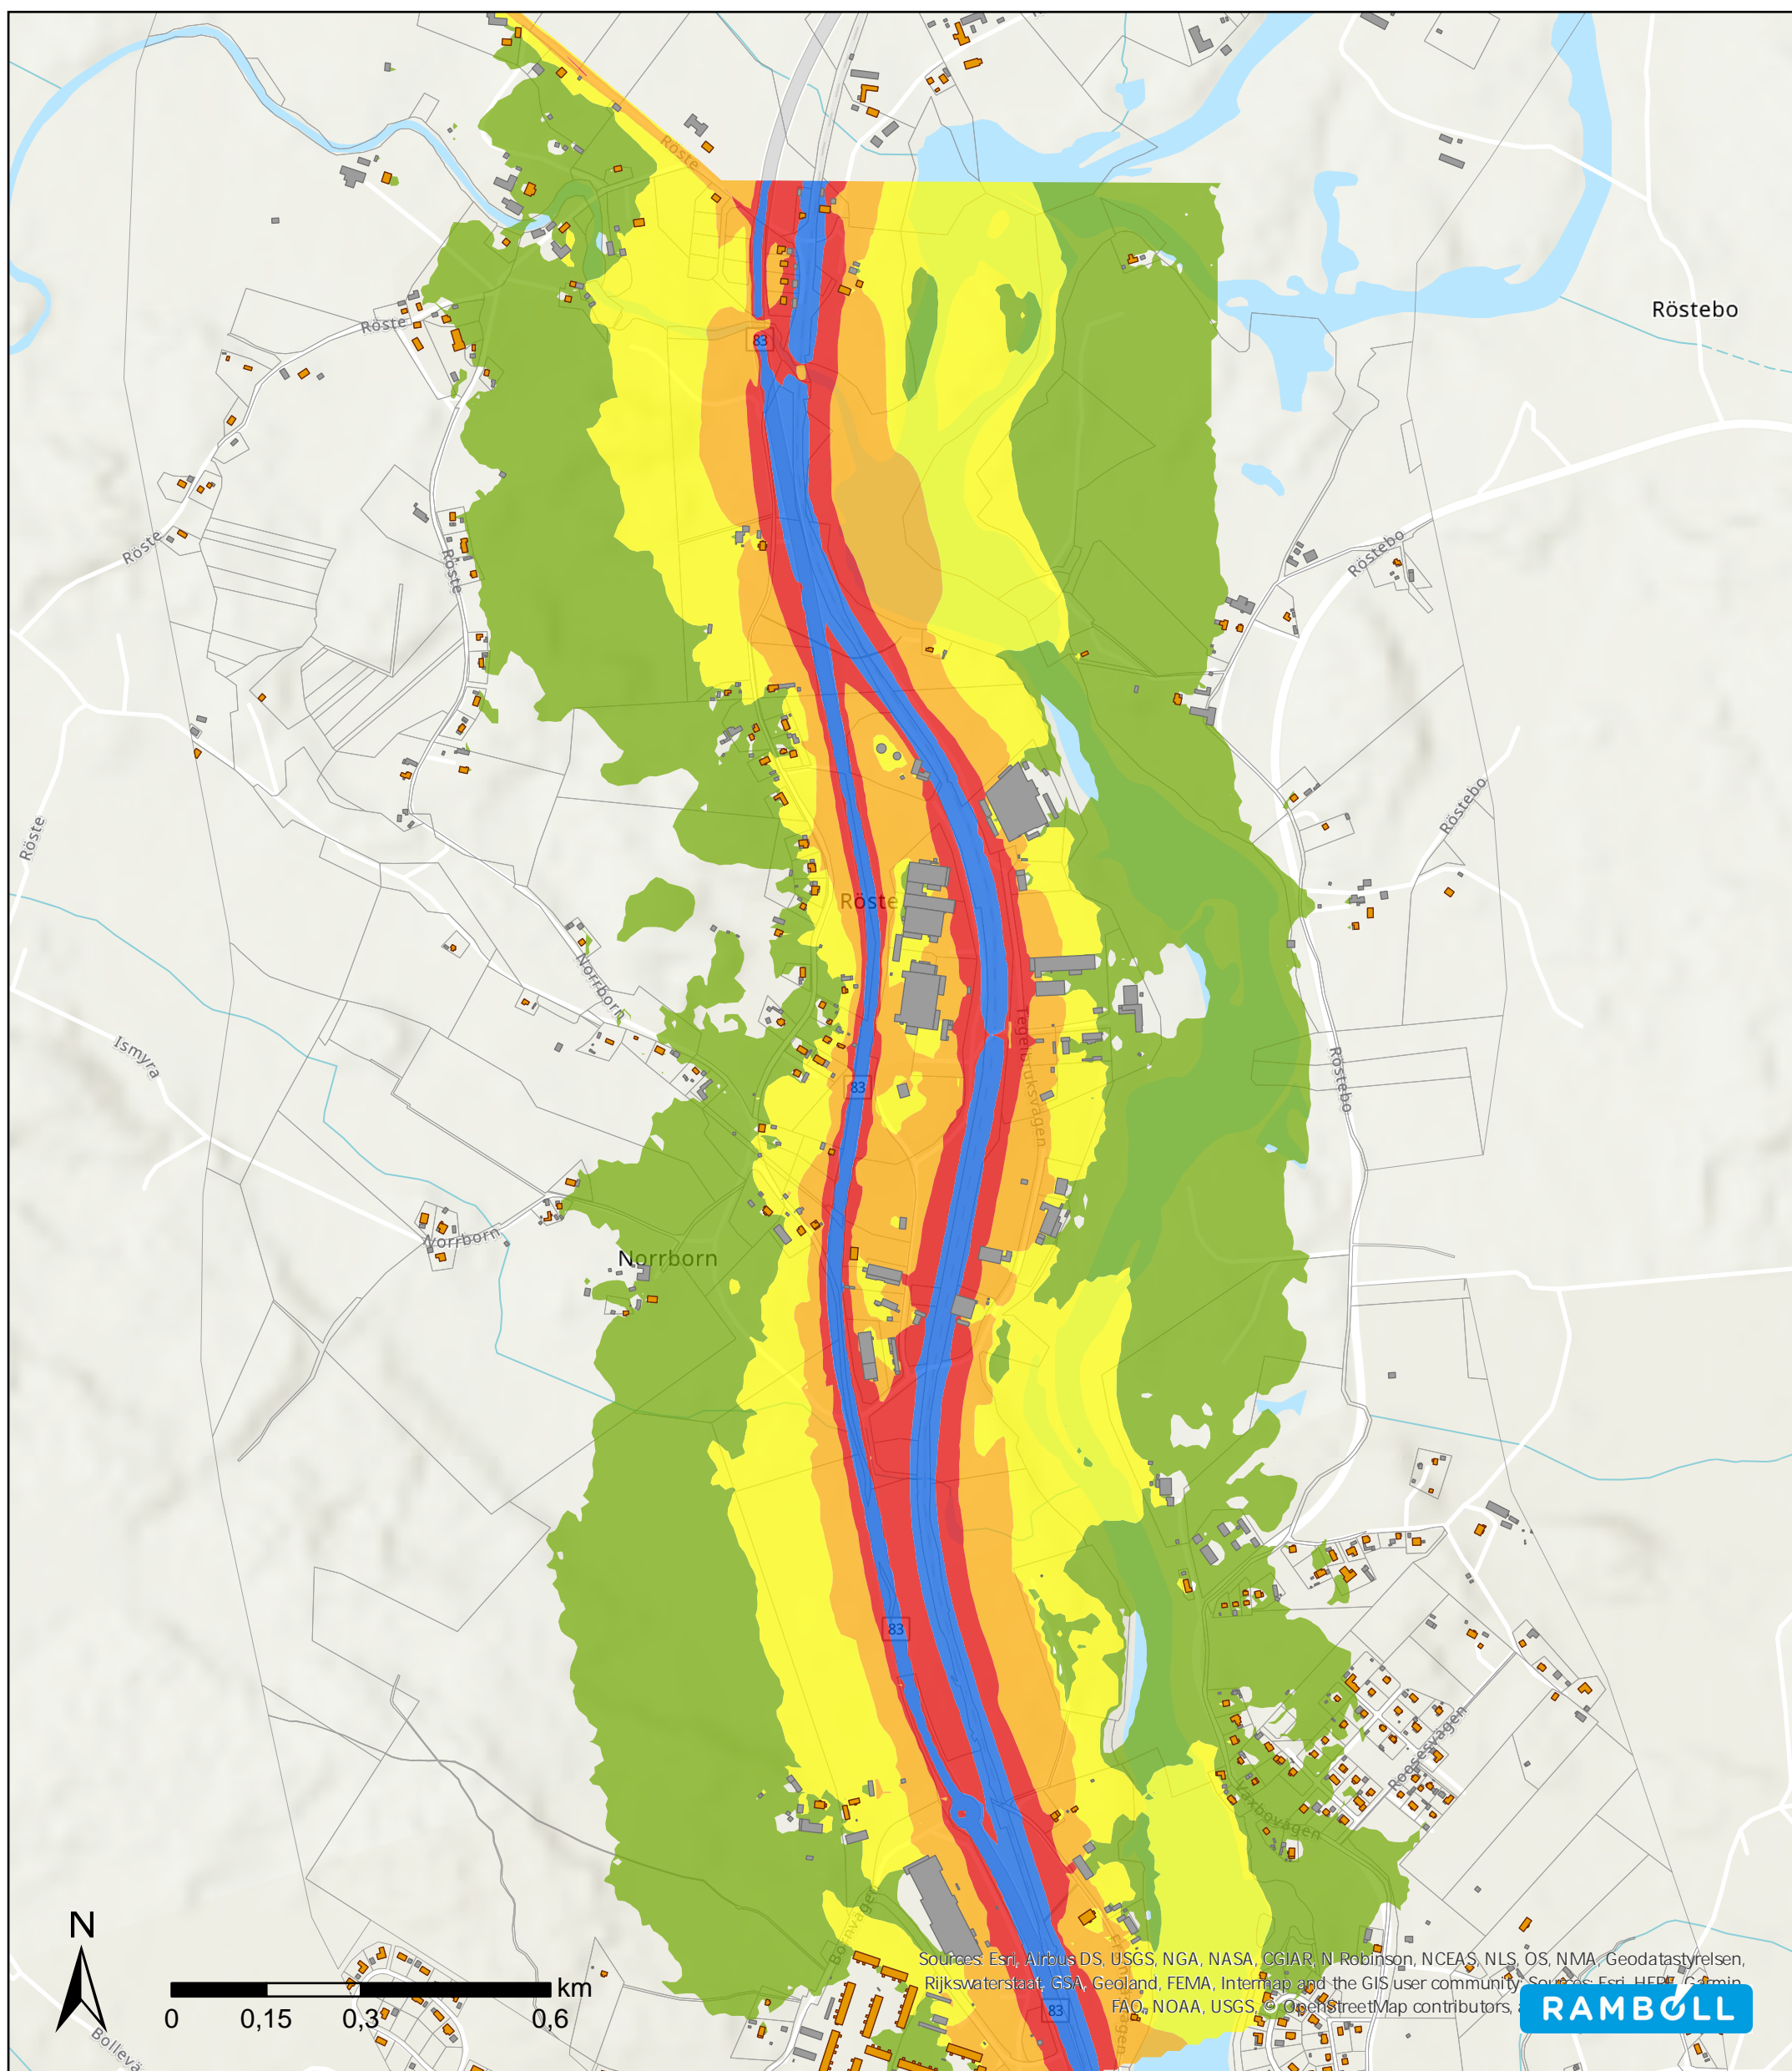 Röste
Röstebo
83
Röste
Röste
Röste
Röstebo
Röste
Röstebo
Röste
Norrborn
Tegelbruksvägen
Ismyra
Röstebo
83
Norrborn
Norrborn
83
Roosesvägen
Växbovägen
N
km
0 0,15 0,3 0,6
83
Sources: Esri, Airbus DS, USGS, NGA, NASA, CGIAR, N Robinson, NCEAS, NLS, OS, NMA, Geodatastyrelsen,
Rijkswaterstaat, GSA, Geoland, FEMA, Intermap and the GIS user community, Sources: Esri, HERE, Garmin,
FAO, NOAA, USGS, © OpenStreetMap contributors,
RAMBOLL